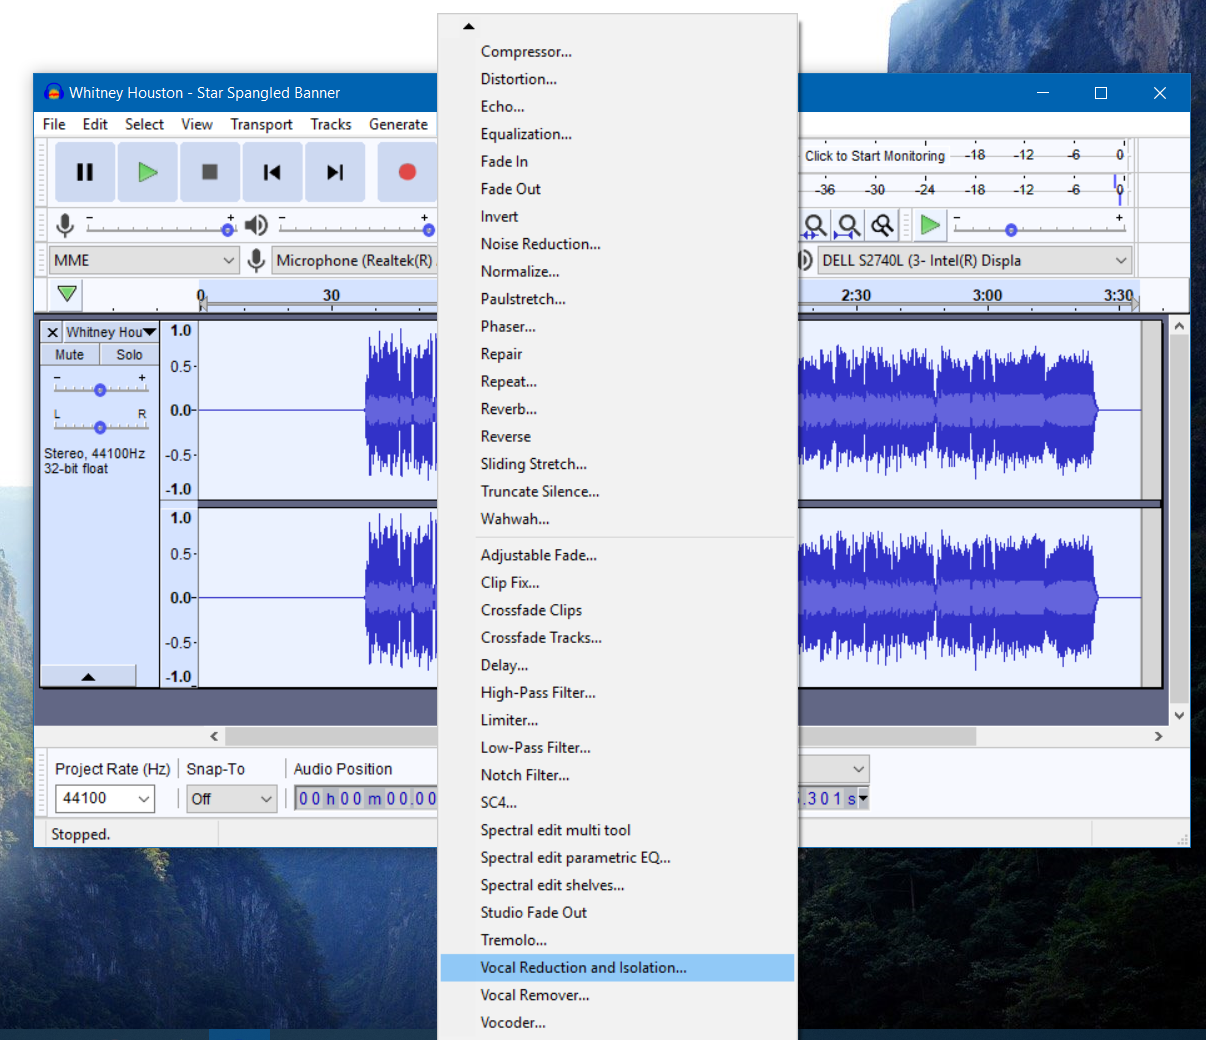 Whitney Houston - Star Spangled Banner
File Edit Select View Transport Tracks Generate
Click to Start Monitoring -18 -12 -6 0
-36 -30 -24 -18 -12 -6 0
- + - + - +
MME
Microphone (Realtek(R)
DELL S2740L (3- Intel(R) Displa
0 30 2:30 3:00 3:30
Whitney Hou
Mute Solo
- +
L R
Stereo, 44100Hz
32-bit float
1.0
0.5-
0.0-
-0.5-
-1.0
1.0
0.5-
0.0-
-0.5-
-1.0
Compressor...
Distortion...
Echo...
Equalization...
Fade In
Fade Out
Invert
Noise Reduction...
Normalize...
Paulstretch...
Phaser...
Repair
Repeat...
Reverb...
Reverse
Sliding Stretch...
Truncate Silence...
Wahwah...
Adjustable Fade...
Clip Fix...
Crossfade Clips
Crossfade Tracks...
Delay...
High-Pass Filter...
Limiter...
Low-Pass Filter...
Notch Filter...
SC4...
Spectral edit multi tool
Spectral edit parametric EQ...
Spectral edit shelves...
Studio Fade Out
Tremolo...
Vocal Reduction and Isolation...
Vocal Remover...
Vocoder...
Project Rate (Hz) Snap-To Audio Position
44100 Off 00 h 00 m 00.00
.301 s
Stopped.